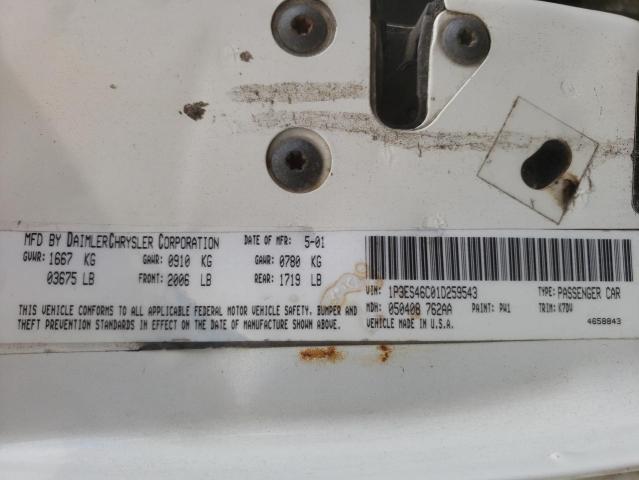 MFD BY DAIMLERCHRYSLER CORPORATION DATE OF MFR: 5-01
GVWR: 1667 KG GAWR: 0910 KG GAWR: 0780 KG
03675 LB FRONT: 2006 LB REAR: 1719 LB
THIS VEHICLE CONFORMS TO ALL APPLICABLE FEDERAL MOTOR VEHICLE SAFETY, BUMPER AND
THEFT PREVENTION STANDARDS IN EFFECT ON THE DATE OF MANUFACTURE SHOWN ABOVE.
VIN: 1P3ES46C01D259543 TYPE: PASSENGER CAR
MDH: 050408 762AA PAINT: PW1 TRIM: K7DV
VEHICLE MADE IN U.S.A. 4658843